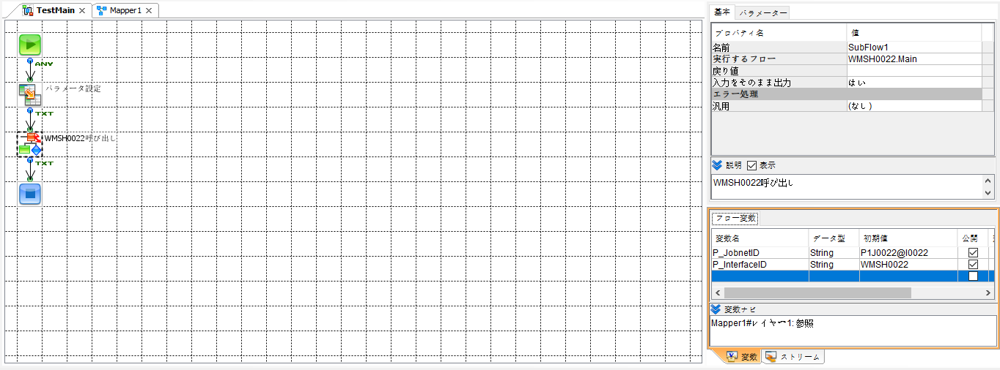 TestMain
Mapper1
ANY
パラメータ設定
TXT
WMSH0022呼び出し
TXT
基本 パラメーター
プロパティ名 値
名前 SubFlow1
実行するフロー WMSH0022.Main
戻り値
入力をそのまま出力 はい
エラー処理
汎用 (なし)
説明 表示
WMSH0022呼び出し
フロー変数
変数名 データ型 初期値 公開
P_JobnetID String P1J0022@I0022
P_InterfaceID String WMSH0022
変数ナビ
Mapper1#レイヤー1: 参照
変数 ストリーム